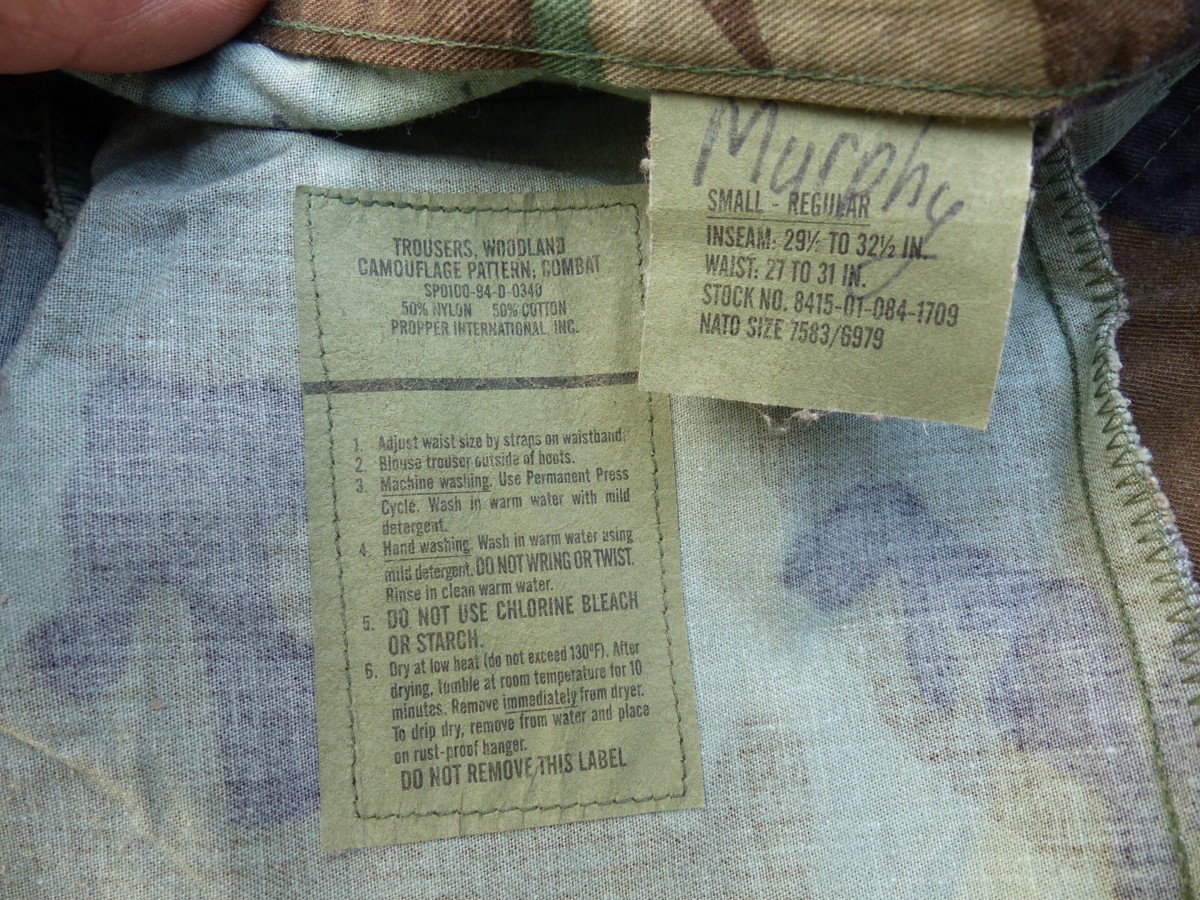 TROUSERS, WOODLAND
CAMOUFLAGE PATTERN, COMBAT
SPO100-94-D-0340
50% NYLON 50% COTTON
PROPPER INTERNATIONAL, INC.
1. Adjust waist size by straps on waistband.
2. Blouse trouser outside of boots.
3. Machine washing. Use Permanent Press
Cycle. Wash in warm water with mild
detergent.
4. Hand washing. Wash in warm water using
mild detergent. DO NOT WRING OR TWIST.
Rinse in clean warm water.
5. DO NOT USE CHLORINE BLEACH
OR STARCH.
6. Dry at low heat (do not exceed 130°F). After
drying, tumble at room temperature for 10
minutes. Remove immediately from dryer.
To drip dry, remove from water and place
on rust-proof hanger.
DO NOT REMOVE THIS LABEL
Murphy
SMALL - REGULAR
INSEAM: 29½ TO 32½ IN.
WAIST: 27 TO 31 IN.
STOCK NO. 8415-01-084-1709
NATO SIZE 7583/6979